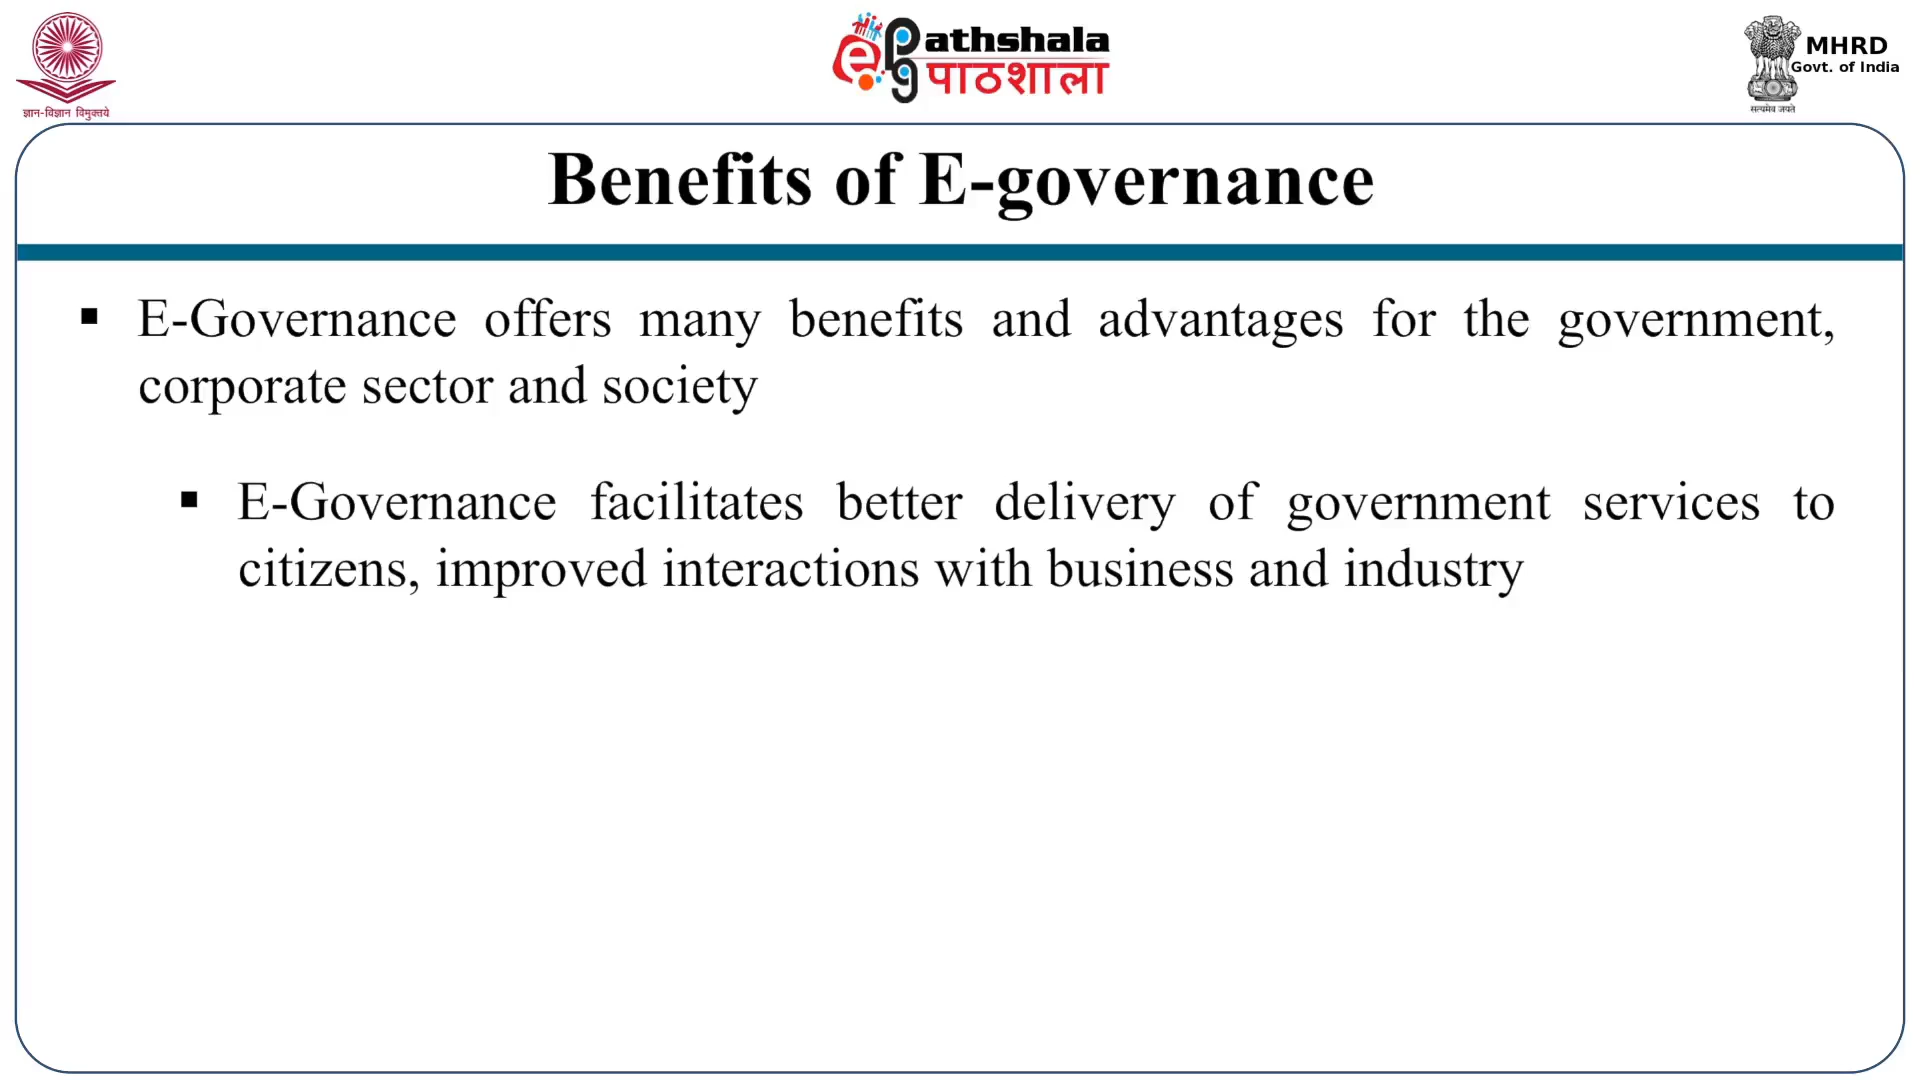 ज्ञान-विज्ञान विमुक्तये
e Pathshala
pg पाठशाला
MHRD
Govt. of India
सत्यमेव जयते
Benefits of E-governance
▪ E-Governance offers many benefits and advantages for the government,
corporate sector and society
▪ E-Governance facilitates better delivery of government services to
citizens, improved interactions with business and industry